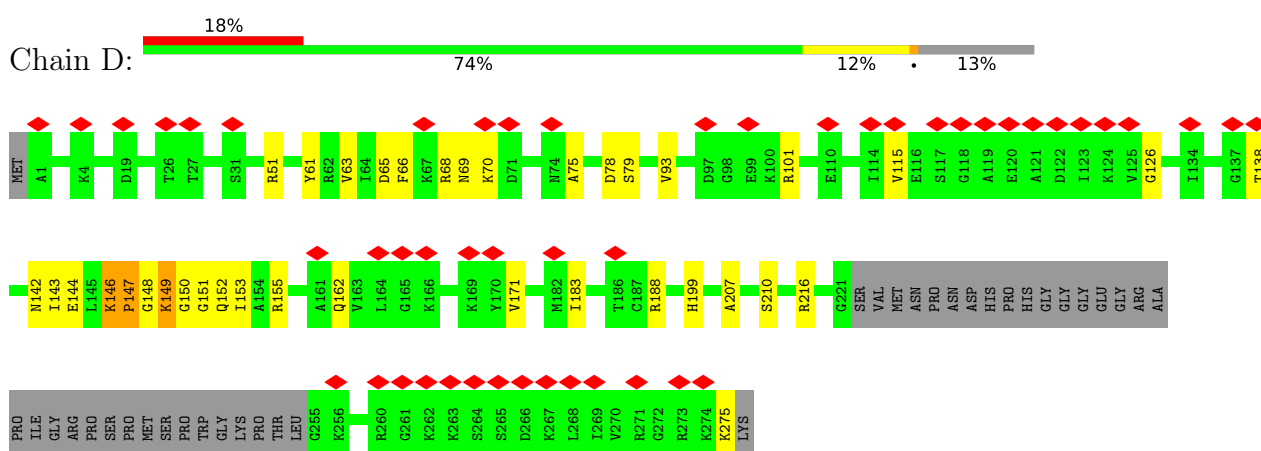 18%
Chain D:
74% 12% • 13%
MET A1 K4 D19 T26 T27 S31 R51 Y61 R62 V63 I64 D65 F66 K67 R68 N69 K70 D71 N74 A75 D78 S79 V93 D97 G98 E99 K100 R101 E110 I114 V115 E116 S117 G118 A119 E120 A121 D122 I123 K124 V125 G126 I134 G137 T138
N142 I143 E144 L145 K146 P147 G148 K149 G150 G151 Q152 I153 A154 R155 A161 Q162 V163 L164 G165 K166 K169 Y170 V171 M182 I183 T186 C187 R188 H199 A207 S210 R216 G221 SER VAL MET ASN PRO ASN ASP HIS PRO HIS GLY GLY GLY GLU GLY ARG ALA
PRO ILE GLY ARG PRO SER PRO MET SER PRO TRP GLY LYS PRO THR LEU G255 K256 R260 G261 K262 K263 S264 S265 D266 K267 L268 I269 V270 R271 G272 R273 K274 K275 LYS